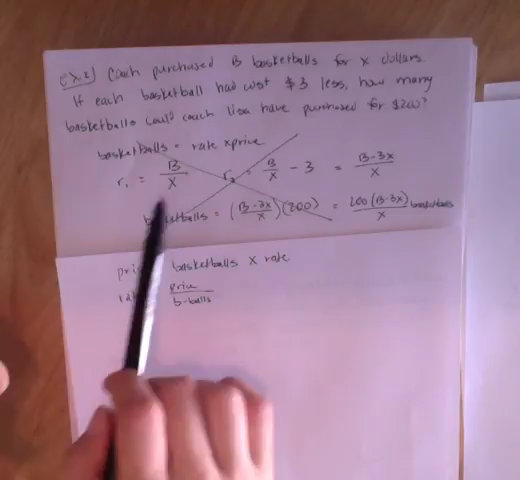 Ex 2) Coach purchased B basketballs for x dollars.
If each basketball had cost $3 less, how many
basketballs could coach lisa have purchased for $200?
basketballs = rate x price
r₁ = B/x r₂ = B/x - 3 = B-3x/x
basketballs = (B-3x/x)(200) = 200(B-3x)/x basketballs
basketballs x rate
price/b-balls